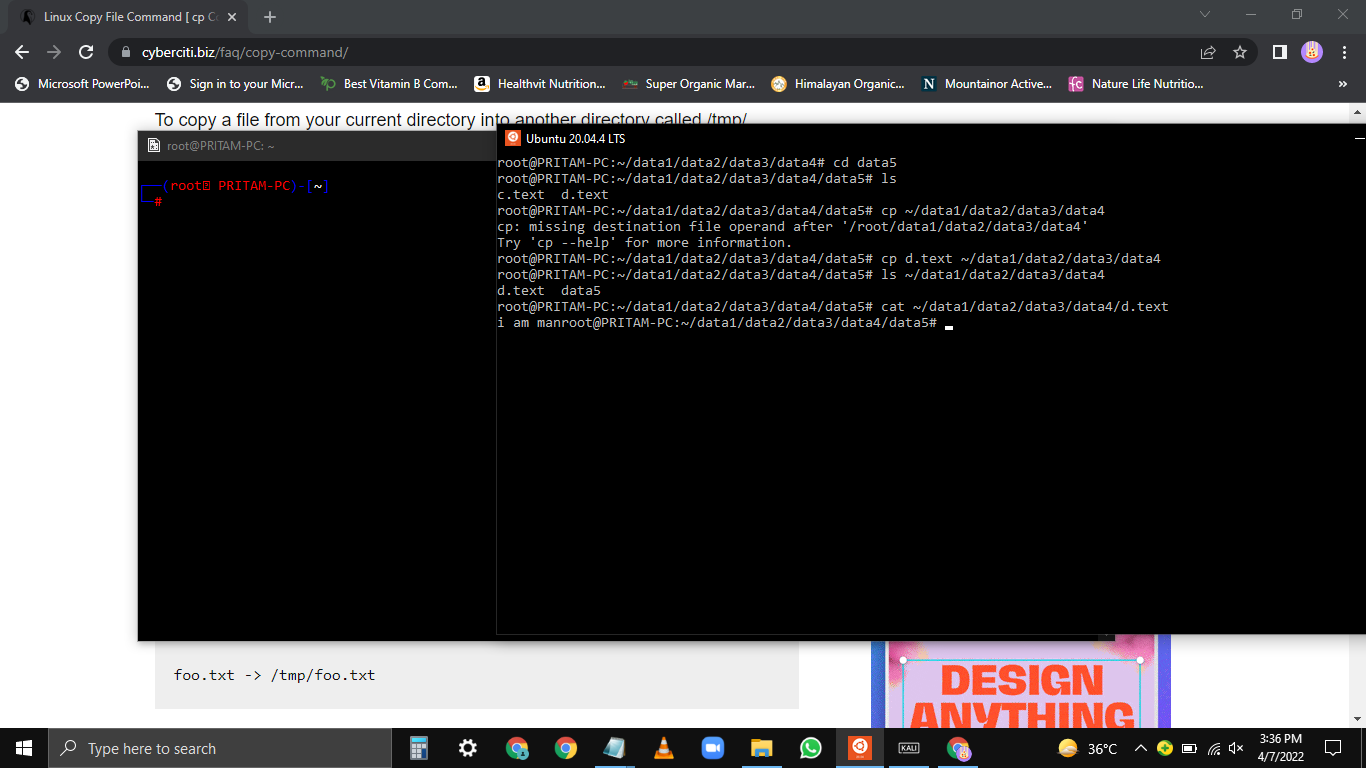 Linux Copy File Command [ cp Co
cyberciti.biz/faq/copy-command/
Microsoft PowerPoi...
Sign in to your Micr...
Best Vitamin B Com...
Healthvit Nutrition...
Super Organic Mar...
Himalayan Organic...
Mountainor Active...
Nature Life Nutritio...
To copy a file from your current directory into another directory called /tmp/
root@PRITAM-PC: ~
(root PRITAM-PC)-[~]
#
Ubuntu 20.04.4 LTS
root@PRITAM-PC:~/data1/data2/data3/data4# cd data5
root@PRITAM-PC:~/data1/data2/data3/data4/data5# ls
c.text  d.text
root@PRITAM-PC:~/data1/data2/data3/data4/data5# cp ~/data1/data2/data3/data4
cp: missing destination file operand after '/root/data1/data2/data3/data4'
Try 'cp --help' for more information.
root@PRITAM-PC:~/data1/data2/data3/data4/data5# cp d.text ~/data1/data2/data3/data4
root@PRITAM-PC:~/data1/data2/data3/data4/data5# ls ~/data1/data2/data3/data4
d.text  data5
root@PRITAM-PC:~/data1/data2/data3/data4/data5# cat ~/data1/data2/data3/data4/d.text
i am manroot@PRITAM-PC:~/data1/data2/data3/data4/data5#
foo.txt -> /tmp/foo.txt
DESIGN
ANYTHING
Type here to search
KALI
36°C
3:36 PM
4/7/2022